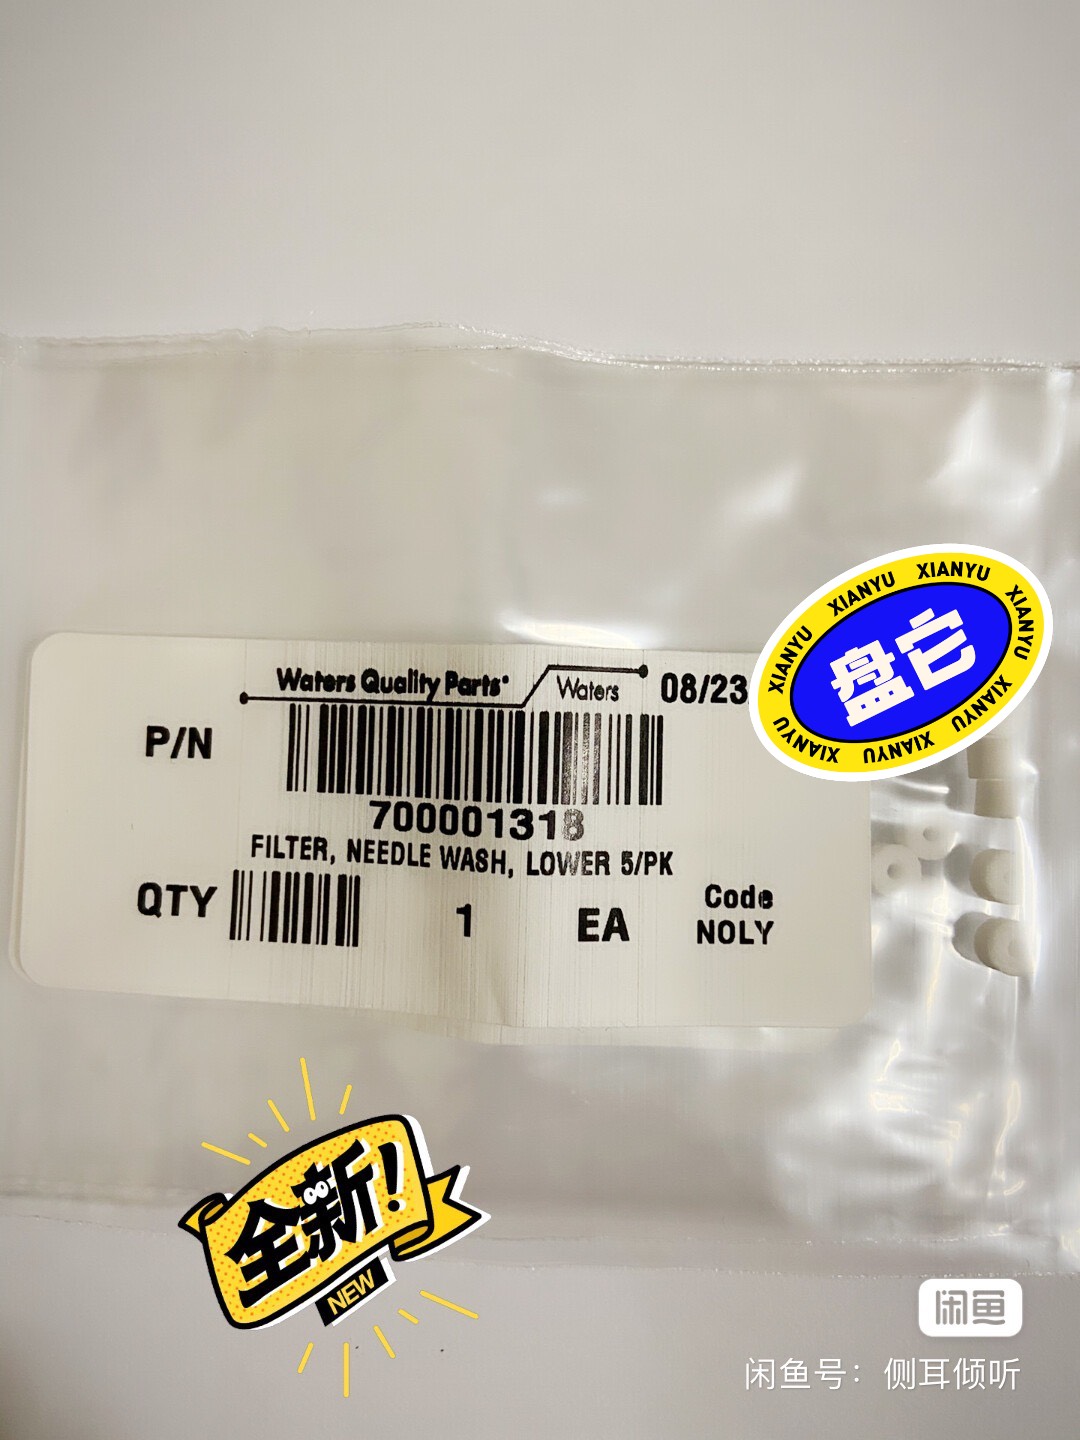 Waters Quality Parts
Waters
08/23
P/N
700001318
FILTER, NEEDLE WASH, LOWER 5/PK
QTY
1
EA
Code
NOLY
XIANYU XIANYU XIANYU XIANYU XIANYU XIANYU XIANYU XIANYU
盘它
全新!
NEW
闲鱼
闲鱼号：侧耳倾听